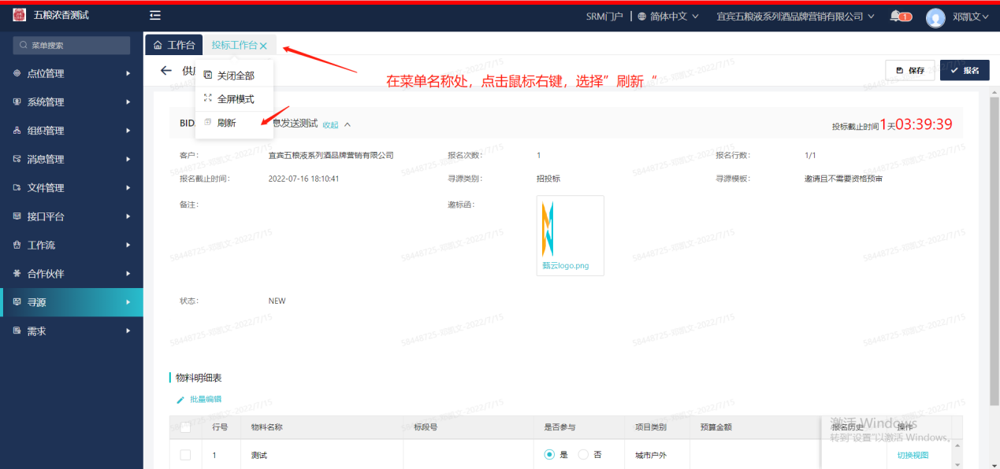 五粮浓香测试
SRM门户 | 简体中文 宜宾五粮液系列酒品牌营销有限公司 1 邓凯文
菜单搜索
工作台 投标工作台
点位管理
系统管理
组织管理
消息管理
文件管理
接口平台
工作流
合作伙伴
寻源
需求
关闭全部
全屏模式
刷新
在菜单名称处，点击鼠标右键，选择”刷新“
保存 报名
BID 息发送测试 收起
投标截止时间1天03:39:39
客户: 宜宾五粮液系列酒品牌营销有限公司 报名次数: 1 报名行数: 1/1
报名截止时间: 2022-07-16 18:10:41 寻源类别: 招投标 寻源模板: 邀请且不需要资格预审
备注: 邀标函:
甄云logo.png
状态: NEW
物料明细表
批量编辑
行号 物料名称 标段号 是否参与 项目类别 预算金额 报名历史 操作
1 测试 是 否 城市户外 切换视图
激活 Windows
转到"设置"以激活 Windows。
58448725-邓凯文-2022/7/15